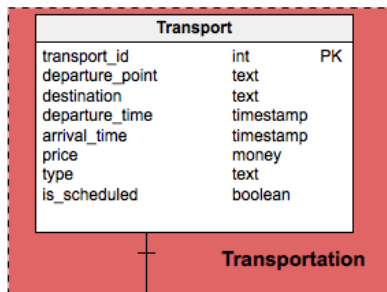 Transport
transport_id int PK
departure_point text
destination text
departure_time timestamp
arrival_time timestamp
price money
type text
is_scheduled boolean
Transportation